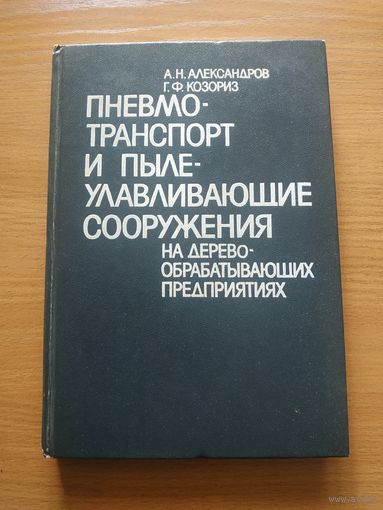 А.Н. АЛЕКСАНДРОВ
Г.Ф. КОЗОРИЗ
ПНЕВМО-
ТРАНСПОРТ
И ПЫЛЕ-
УЛАВЛИВАЮЩИЕ
СООРУЖЕНИЯ
НА ДЕРЕВО-
ОБРАБАТЫВАЮЩИХ
ПРЕДПРИЯТИЯХ